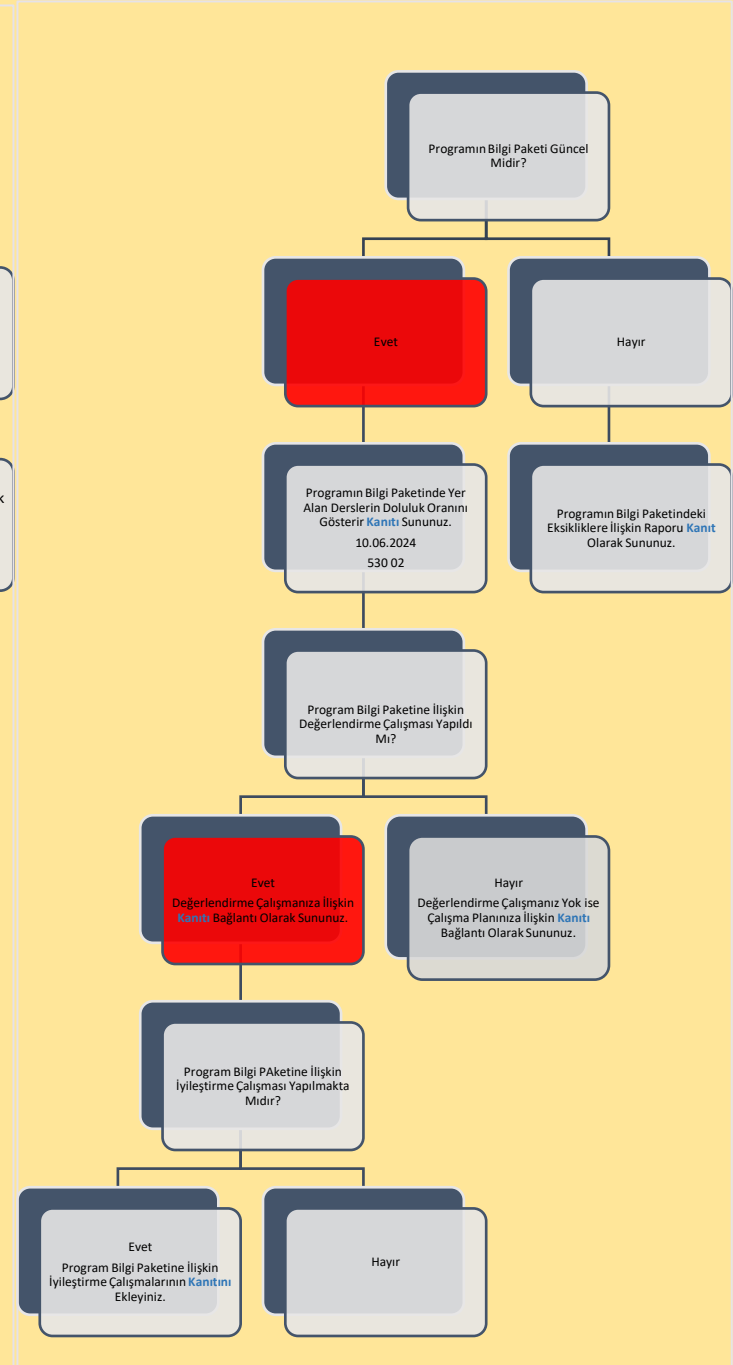 Programın Bilgi Paketi Güncel
Midir?
Evet
Hayır
k
Programın Bilgi Paketinde Yer
Alan Derslerin Doluluk Oranını
Gösterir Kanıtı Sununuz.
10.06.2024
530 02
Programın Bilgi Paketindeki
Eksikliklere İlişkin Raporu Kanıt
Olarak Sununuz.
Program Bilgi Paketine İlişkin
Değerlendirme Çalışması Yapıldı
Mı?
Evet
Değerlendirme Çalışmanıza İlişkin
Kanıtı Bağlantı Olarak Sununuz.
Hayır
Değerlendirme Çalışmanız Yok ise
Çalışma Planınıza İlişkin Kanıtı
Bağlantı Olarak Sununuz.
Program Bilgi PAketine İlişkin
İyileştirme Çalışması Yapılmakta
Mıdır?
Evet
Program Bilgi Paketine İlişkin
İyileştirme Çalışmalarının Kanıtını
Ekleyiniz.
Hayır